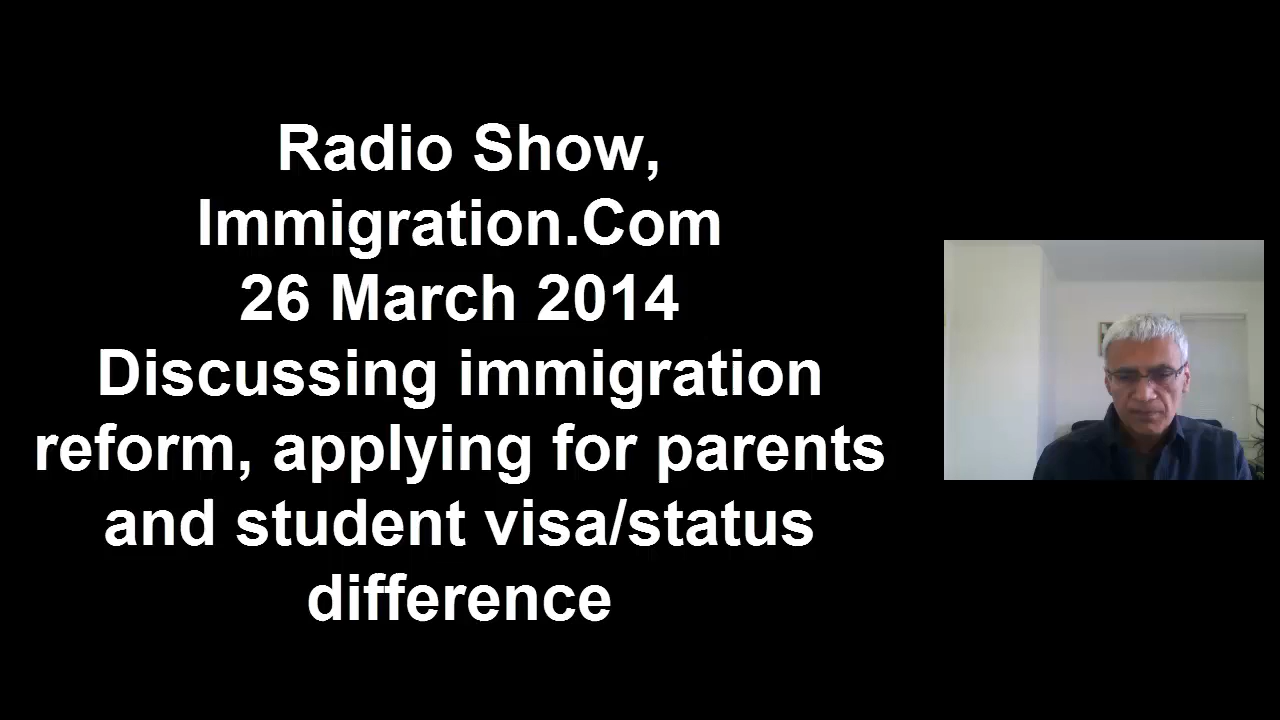 Radio Show,
Immigration.Com
26 March 2014
Discussing immigration
reform, applying for parents
and student visa/status
difference